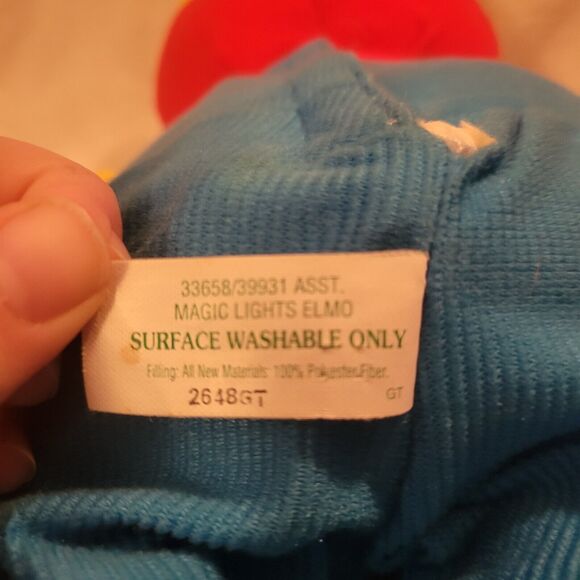 33658/39931 ASST.
MAGIC LIGHTS ELMO
SURFACE WASHABLE ONLY
Filling: All New Materials: 100% Polyester Fiber.
2648GT
GT